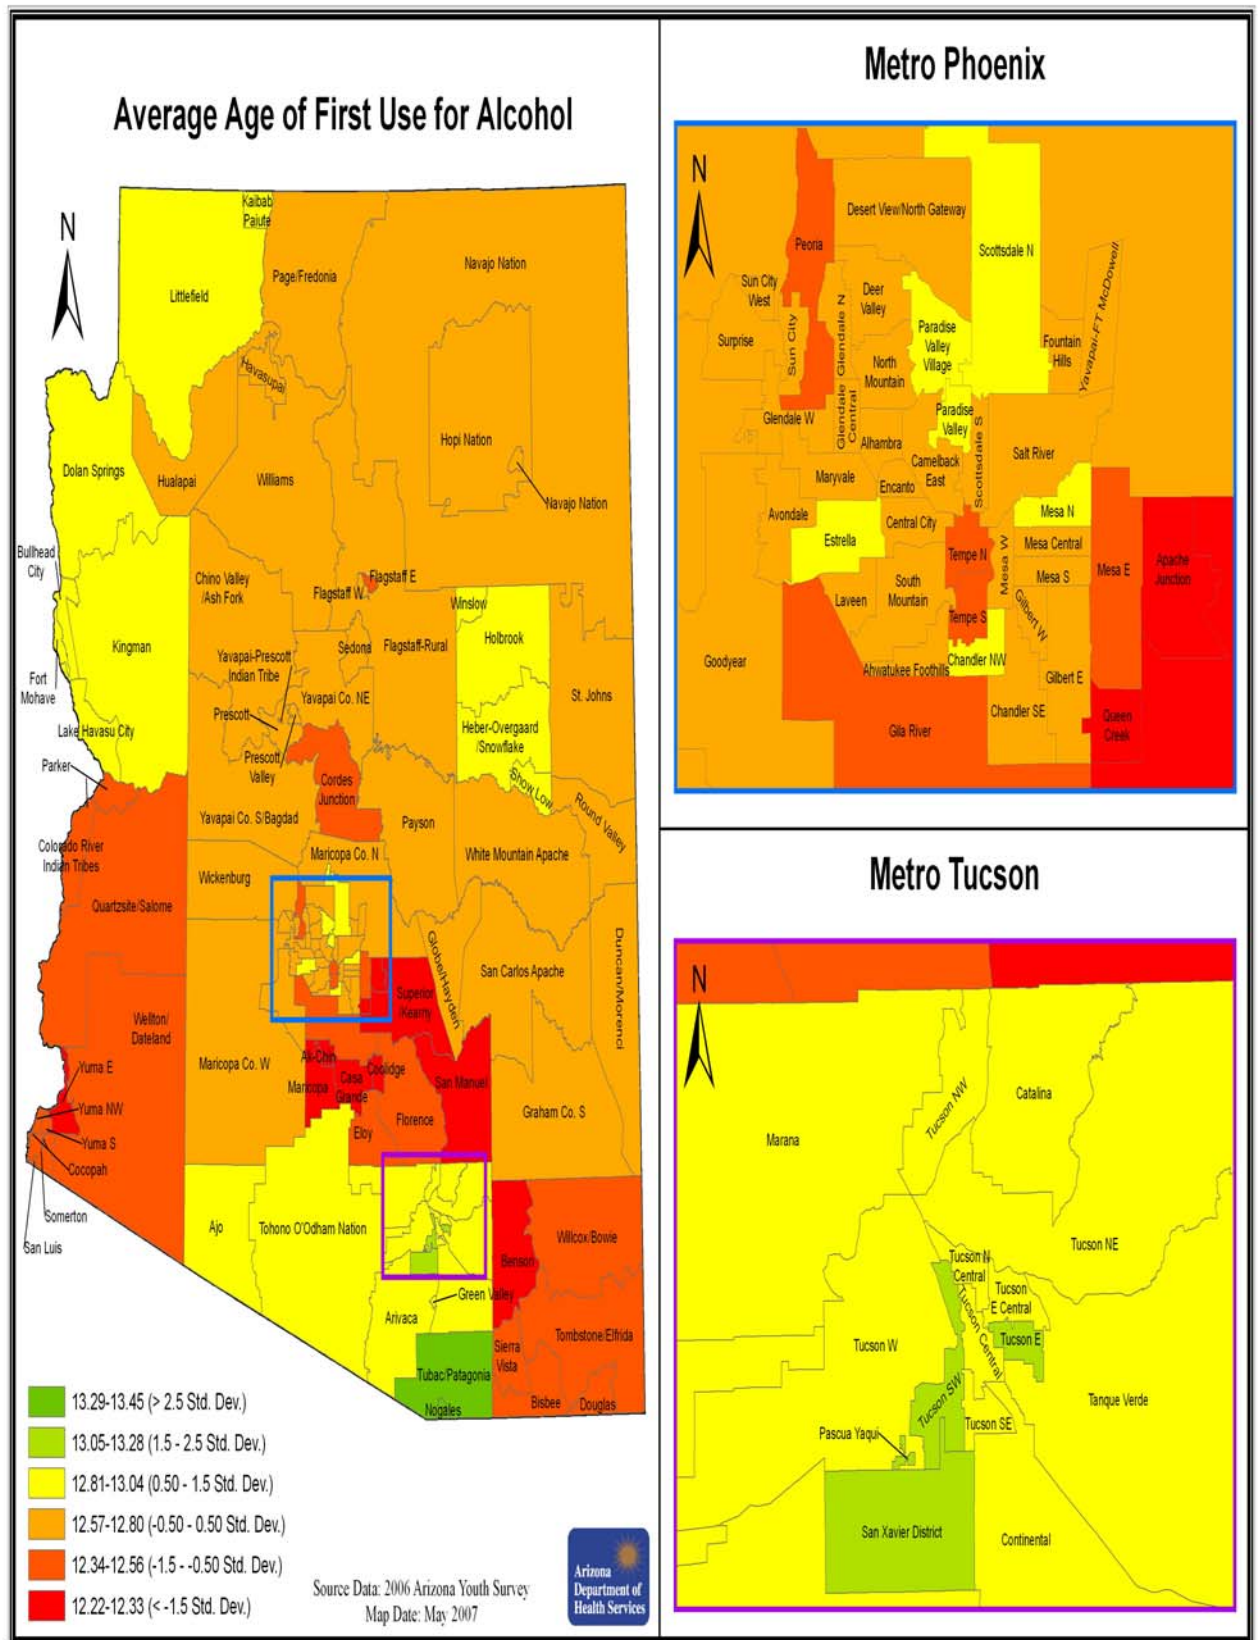 Average Age of First Use for Alcohol
N
Kaibab
Paiute
Littlefield
Page/Fredonia
Navajo Nation
Havasupai
Dolan Springs
Hualapai
Williams
Hopi Nation
Navajo Nation
Bullhead
City
Chino Valley
/Ash Fork
Flagstaff W
Flagstaff E
Winslow
Holbrook
Kingman
Yavapai-Prescott
Indian Tribe
Sedona
Flagstaff-Rural
Fort
Mohave
Yavapai Co. NE
St. Johns
Prescott
Lake Havasu City
Heber-Overgaard
/Snowflake
Parker
Prescott
Valley
Cordes
Junction
Show Low
Round Valley
Yavapai Co. S/Bagdad
Payson
Colorado River
Indian Tribes
Maricopa Co. N
White Mountain Apache
Wickenburg
Quartzsite/Salome
Globe/Hayden
San Carlos Apache
Duncan/Morenci
Superior
/Kearny
Wellton/
Dateland
Maricopa Co. W
Ak-Chin
Maricopa
Casa
Grande
Coolidge
San Manuel
Yuma E
Yuma NW
Yuma S
Cocopah
Somerton
San Luis
Florence
Eloy
Graham Co. S
Ajo
Tohono O'Odham Nation
Willcox/Bowie
Benson
Green Valley
Arivaca
Tombstone/Elfrida
Sierra
Vista
Tubac/Patagonia
Nogales
Bisbee
Douglas
13.29-13.45 (> 2.5 Std. Dev.)
13.05-13.28 (1.5 - 2.5 Std. Dev.)
12.81-13.04 (0.50 - 1.5 Std. Dev.)
12.57-12.80 (-0.50 - 0.50 Std. Dev.)
12.34-12.56 (-1.5 - -0.50 Std. Dev.)
12.22-12.33 (< -1.5 Std. Dev.)
Source Data: 2006 Arizona Youth Survey
Map Date: May 2007
Arizona
Department of
Health Services
Metro Phoenix
N
Desert View/North Gateway
Peoria
Scottsdale N
Sun City
West
Deer
Valley
Yavapai-FT McDowell
Surprise
Sun City
Glendale N
Paradise
Valley
Village
Fountain
Hills
North
Mountain
Glendale W
Glendale
Central
Paradise
Valley
Alhambra
Scottsdale S
Salt River
Camelback
East
Maryvale
Encanto
Avondale
Central City
Mesa N
Estrella
Tempe N
Mesa W
Mesa Central
Mesa S
Mesa E
Apache
Junction
South
Mountain
Laveen
Tempe S
Gilbert W
Goodyear
Ahwatukee Foothills
Chandler NW
Gilbert E
Chandler SE
Gila River
Queen
Creek
Metro Tucson
N
Catalina
Tucson NW
Marana
Tucson NE
Tucson N
Central
Tucson
E Central
Tucson Central
Tucson E
Tucson W
Tanque Verde
Tucson SW
Tucson SE
Pascua Yaqui
San Xavier District
Continental